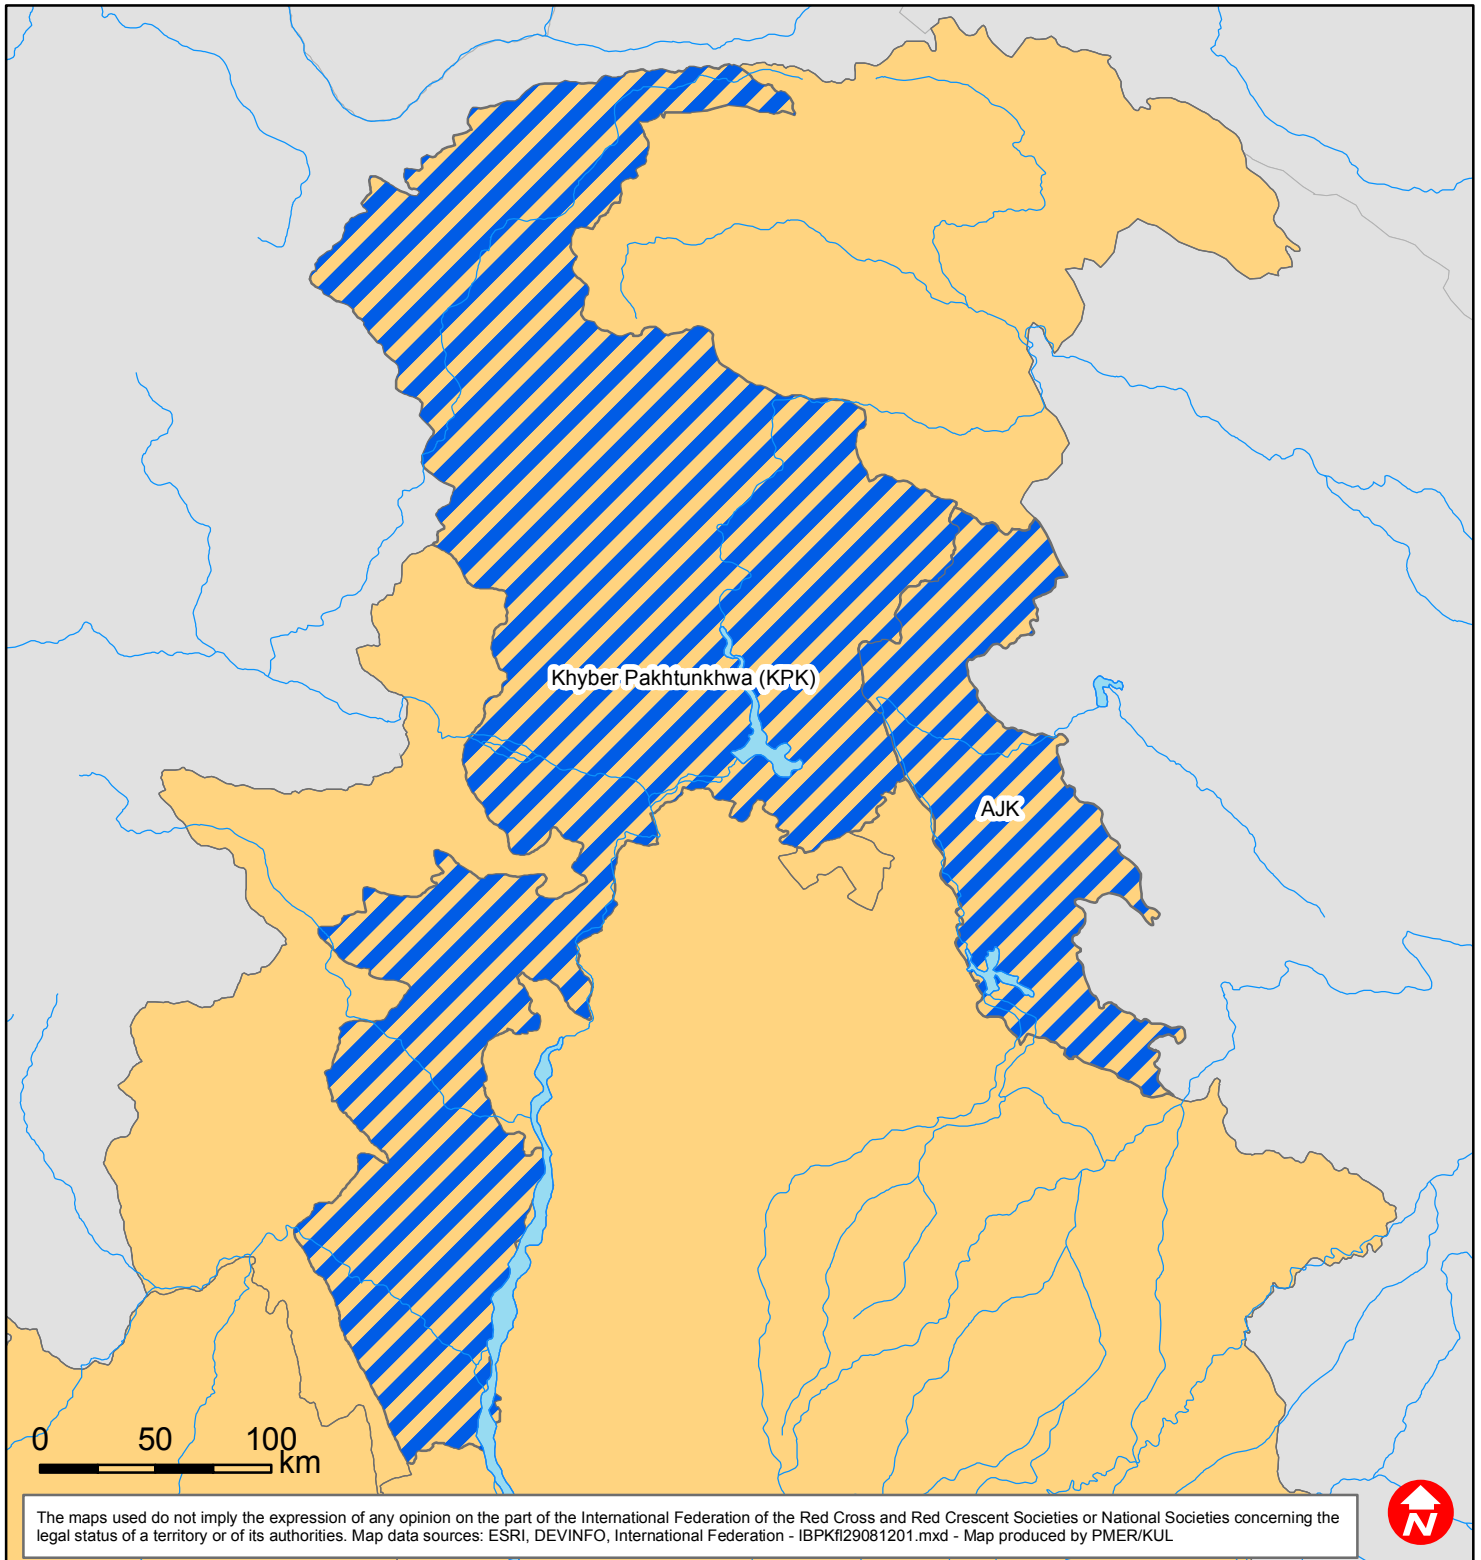 Khyber Pakhtunkhwa (KPK)
AJK
0 50 100
km
The maps used do not imply the expression of any opinion on the part of the International Federation of the Red Cross and Red Crescent Societies or National Societies concerning the
legal status of a territory or of its authorities. Map data sources: ESRI, DEVINFO, International Federation - IBPKfl29081201.mxd - Map produced by PMER/KUL
N